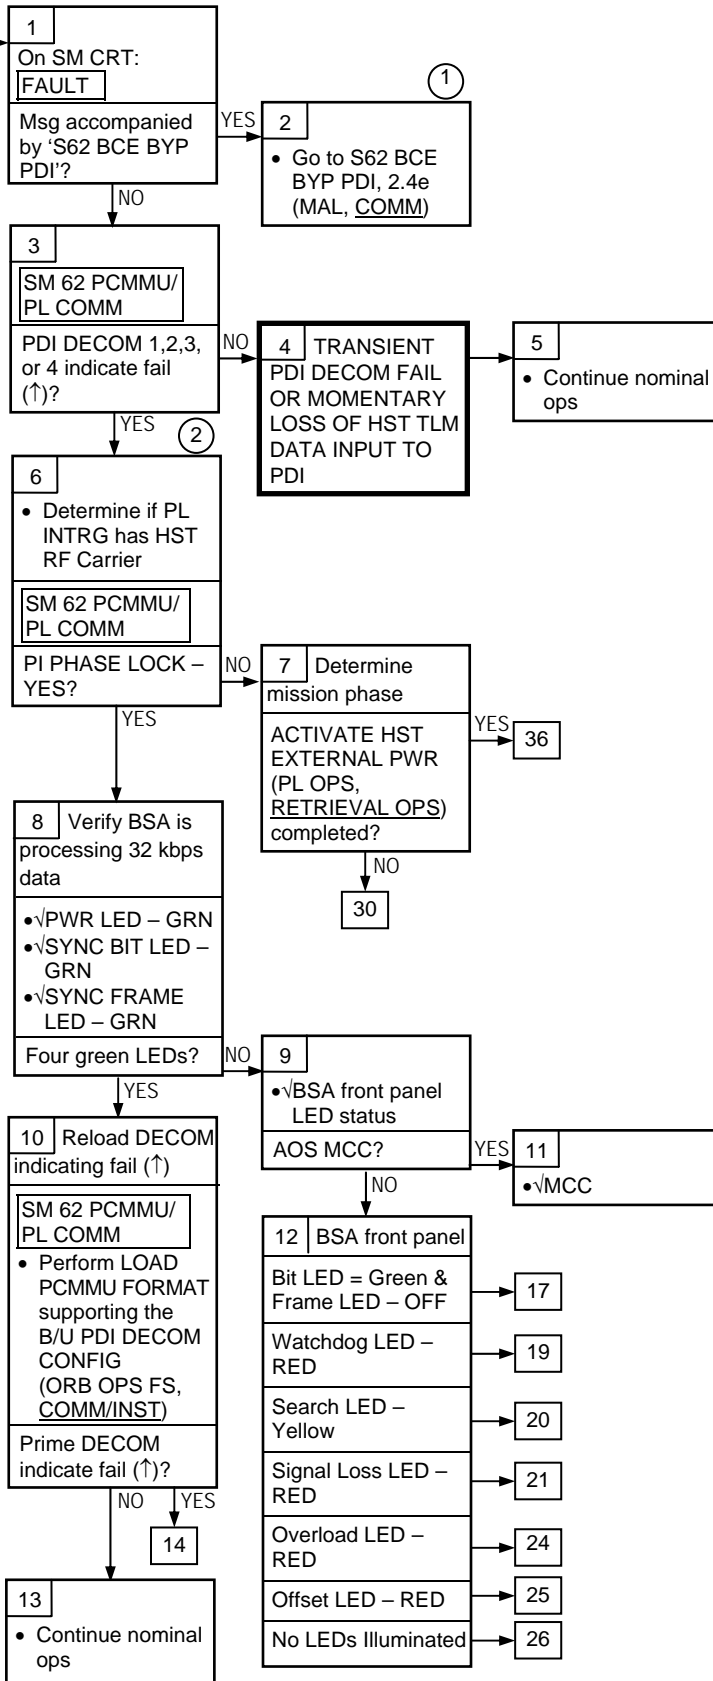 1
On SM CRT:
FAULT
Msg accompanied
by ‘S62 BCE BYP
PDI’?
YES
1
2
• Go to S62 BCE
BYP PDI, 2.4e
(MAL, COMM)
NO
3
SM 62 PCMMU/
PL COMM
PDI DECOM 1,2,3,
or 4 indicate fail
(↑)?
NO
4 TRANSIENT
PDI DECOM FAIL
OR MOMENTARY
LOSS OF HST TLM
DATA INPUT TO
PDI
5
• Continue nominal
ops
YES
2
6
• Determine if PL
INTRG has HST
RF Carrier
SM 62 PCMMU/
PL COMM
PI PHASE LOCK –
YES?
NO
7 Determine
mission phase
ACTIVATE HST
EXTERNAL PWR
(PL OPS,
RETRIEVAL OPS)
completed?
YES
36
NO
30
YES
8 Verify BSA is
processing 32 kbps
data
•√PWR LED – GRN
•√SYNC BIT LED –
GRN
•√SYNC FRAME
LED – GRN
Four green LEDs?
NO
9
•√BSA front panel
LED status
AOS MCC?
YES
11
•√MCC
YES
10 Reload DECOM
indicating fail (↑)
SM 62 PCMMU/
PL COMM
• Perform LOAD
PCMMU FORMAT
supporting the
B/U PDI DECOM
CONFIG
(ORB OPS FS,
COMM/INST)
Prime DECOM
indicate fail (↑)?
NO
YES
14
13
• Continue nominal
ops
NO
12 BSA front panel
Bit LED = Green &
Frame LED – OFF
17
Watchdog LED –
RED
19
Search LED –
Yellow
20
Signal Loss LED –
RED
21
Overload LED –
RED
24
Offset LED – RED
25
No LEDs Illuminated
26